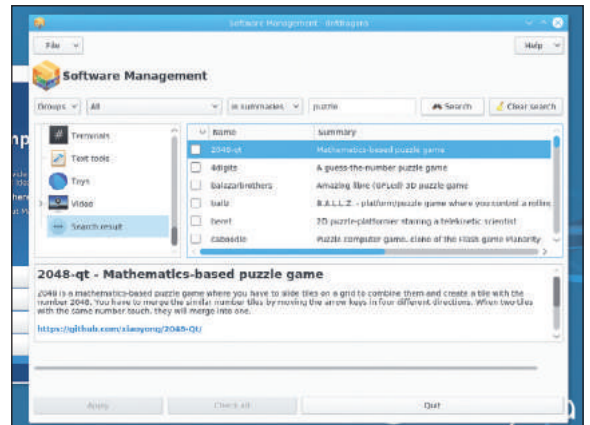 Software Management - dnfdragora
File
Help
Software Management
Groups
All
in summaries
puzzle
Search
Clear search
Terminals
Text tools
Toys
Video
Search result
Name
Summary
2048-qt
Mathematics-based puzzle game
4digits
A guess-the-number puzzle game
balazarbrothers
Amazing libre (GPLed) 3D puzzle game
ballz
B.A.L.L.Z. - platform/puzzle game where you control a rolling
beret
2D puzzle-platformer starring a telekinetic scientist
cabaodle
Puzzle computer game, clone of the Flash game Planarity
2048-qt - Mathematics-based puzzle game
2048 is a mathematics-based puzzle game where you have to slide tiles on a grid to combine them and create a tile with the
number 2048. You have to merge the similar number tiles by moving the arrow keys in four different directions. When two tiles
with the same number touch, they will merge into one.
https://github.com/xiaoyong/2048-Qt/
Apply
Check all
Quit